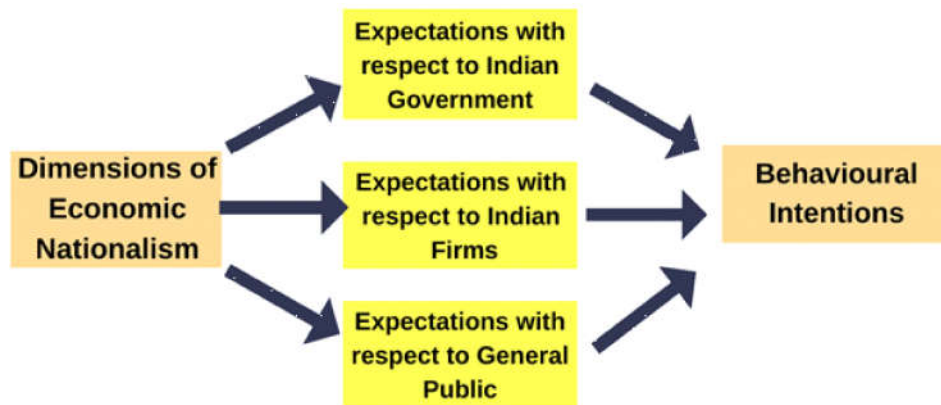 Expectations with
respect to Indian
Government
Dimensions of
Economic
Nationalism
Expectations with
respect to Indian
Firms
Behavioural
Intentions
Expectations with
respect to General
Public